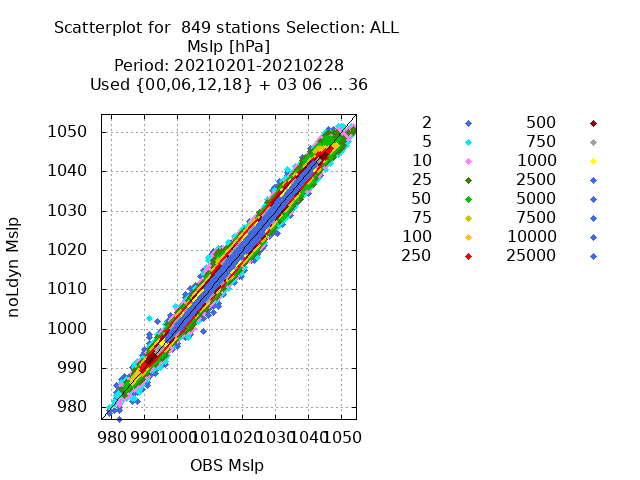 Scatterplot for  849 stations Selection: ALL
Mslp [hPa]
Period: 20210201-20210228
Used {00,06,12,18} + 03 06 ... 36
2 500
5 750
10 1000
25 2500
50 5000
75 7500
100 10000
250 25000
noLdyn Mslp
1050
1040
1030
1020
1010
1000
990
980
980 990 1000 1010 1020 1030 1040 1050
OBS Mslp